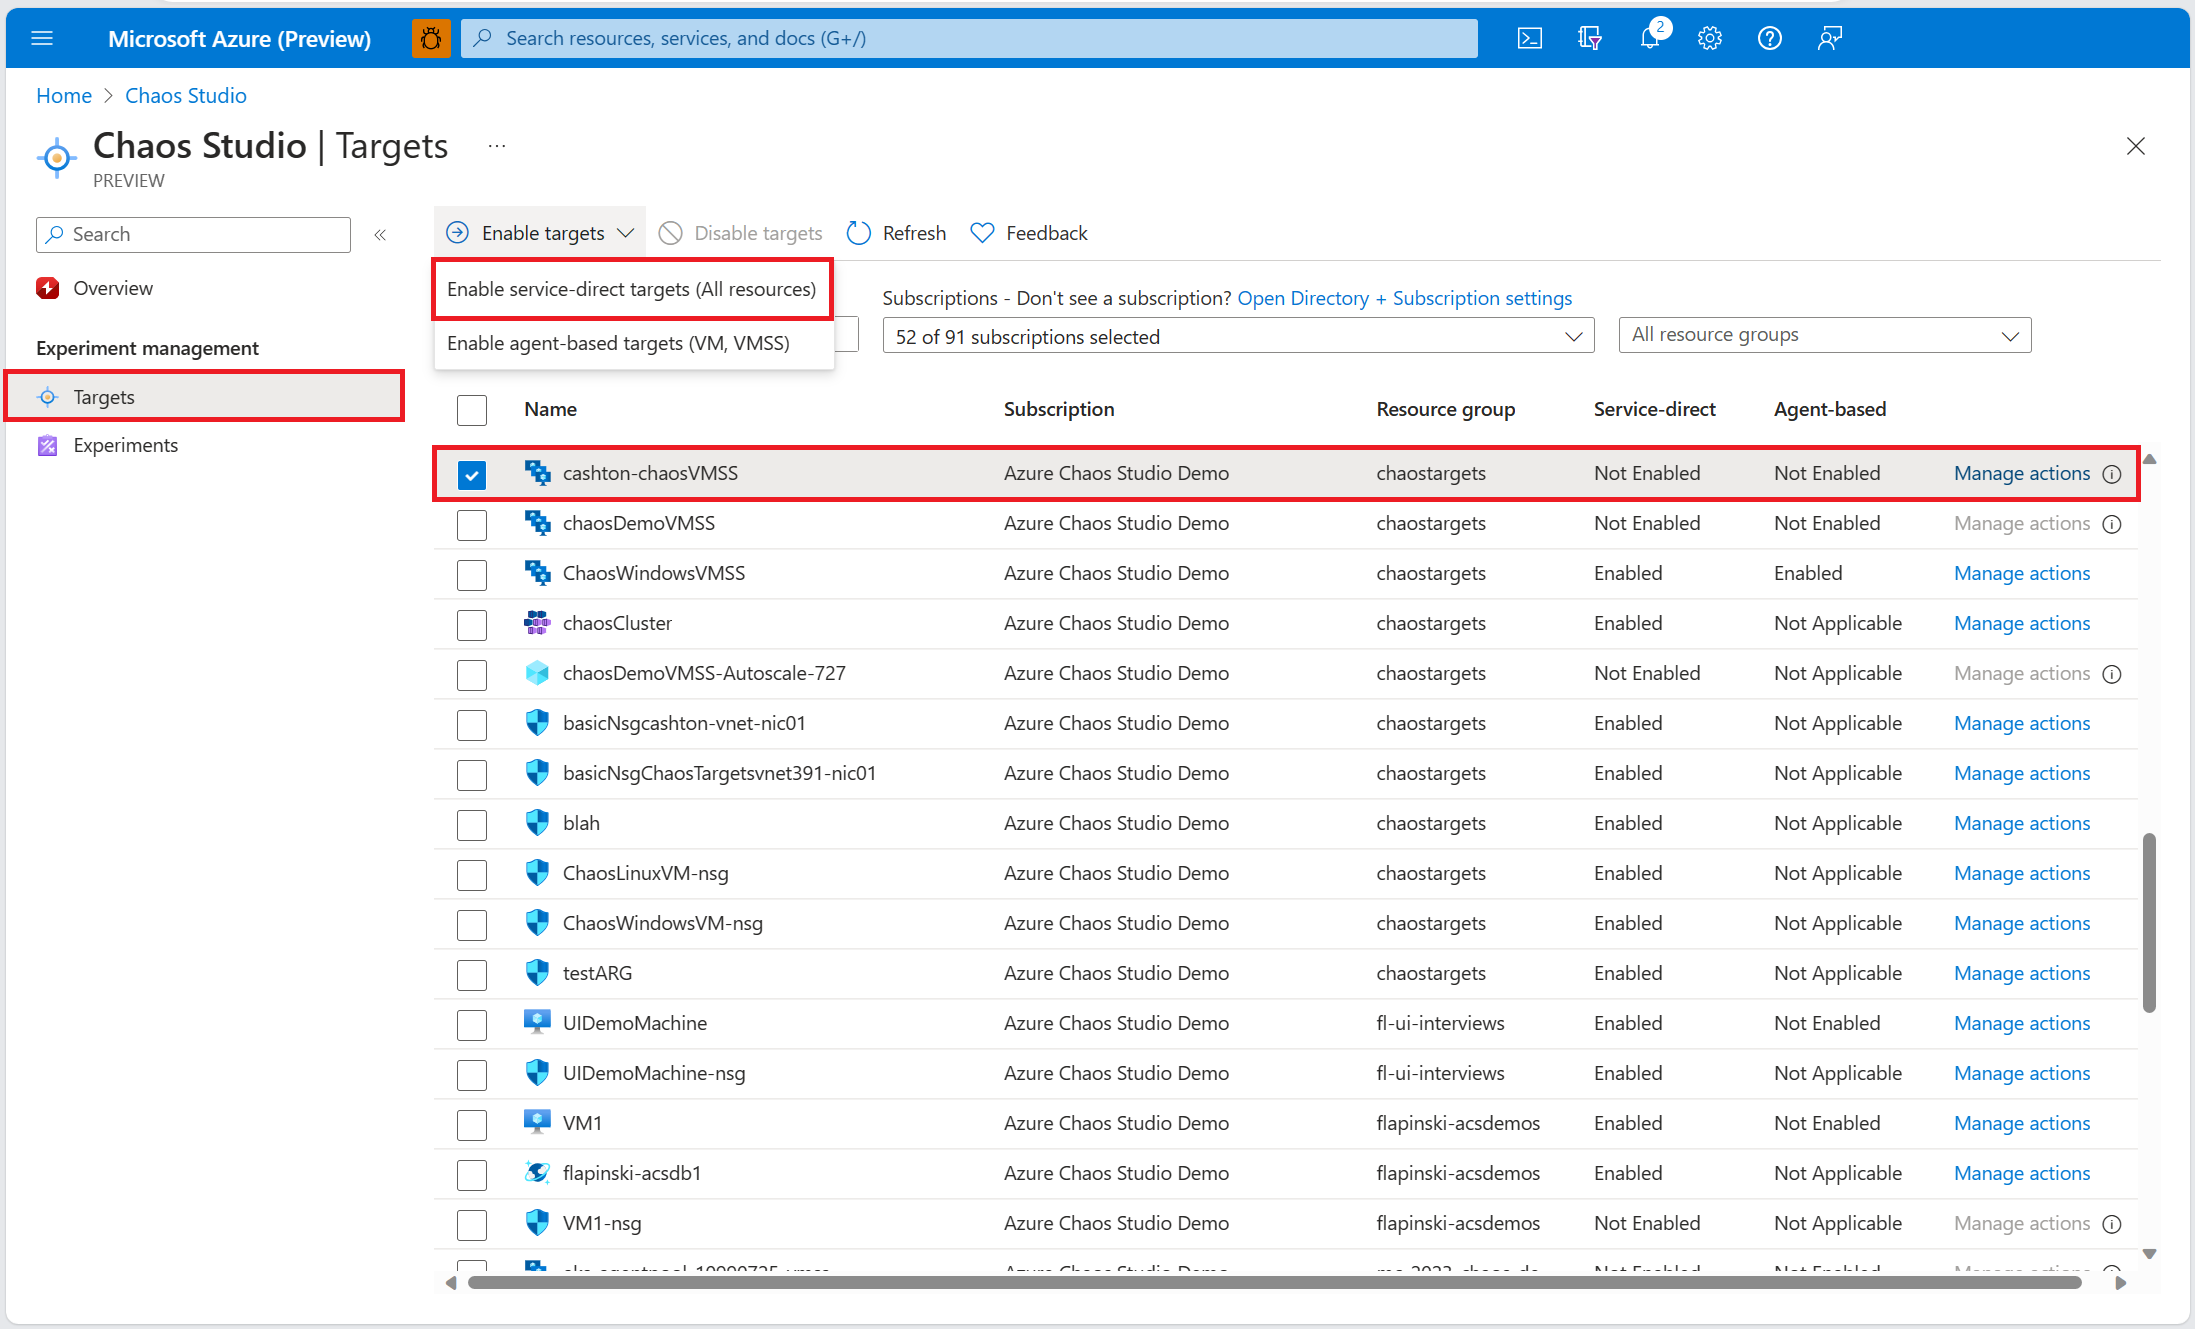 Microsoft Azure (Preview)
Search resources, services, and docs (G+/)
2
Home > Chaos Studio
Chaos Studio | Targets ...
PREVIEW
Search «
Overview
Experiment management
Targets
Experiments
Enable targets Disable targets Refresh Feedback
Enable service-direct targets (All resources)
Enable agent-based targets (VM, VMSS)
Subscriptions - Don't see a subscription? Open Directory + Subscription settings
52 of 91 subscriptions selected All resource groups
Name Subscription Resource group Service-direct Agent-based
cashton-chaosVMSS Azure Chaos Studio Demo chaostargets Not Enabled Not Enabled Manage actions
chaosDemoVMSS Azure Chaos Studio Demo chaostargets Not Enabled Not Enabled Manage actions
ChaosWindowsVMSS Azure Chaos Studio Demo chaostargets Enabled Enabled Manage actions
chaosCluster Azure Chaos Studio Demo chaostargets Enabled Not Applicable Manage actions
chaosDemoVMSS-Autoscale-727 Azure Chaos Studio Demo chaostargets Not Enabled Not Applicable Manage actions
basicNsgcashton-vnet-nic01 Azure Chaos Studio Demo chaostargets Enabled Not Applicable Manage actions
basicNsgChaosTargetsvnet391-nic01 Azure Chaos Studio Demo chaostargets Enabled Not Applicable Manage actions
blah Azure Chaos Studio Demo chaostargets Enabled Not Applicable Manage actions
ChaosLinuxVM-nsg Azure Chaos Studio Demo chaostargets Enabled Not Applicable Manage actions
ChaosWindowsVM-nsg Azure Chaos Studio Demo chaostargets Enabled Not Applicable Manage actions
testARG Azure Chaos Studio Demo chaostargets Enabled Not Applicable Manage actions
UIDemoMachine Azure Chaos Studio Demo fl-ui-interviews Enabled Not Enabled Manage actions
UIDemoMachine-nsg Azure Chaos Studio Demo fl-ui-interviews Enabled Not Applicable Manage actions
VM1 Azure Chaos Studio Demo flapinski-acsdemos Enabled Not Enabled Manage actions
flapinski-acsdb1 Azure Chaos Studio Demo flapinski-acsdemos Enabled Not Applicable Manage actions
VM1-nsg Azure Chaos Studio Demo flapinski-acsdemos Not Enabled Not Applicable Manage actions
Azure Chaos Studio Demo Not Enabled Not Applicable Manage actions